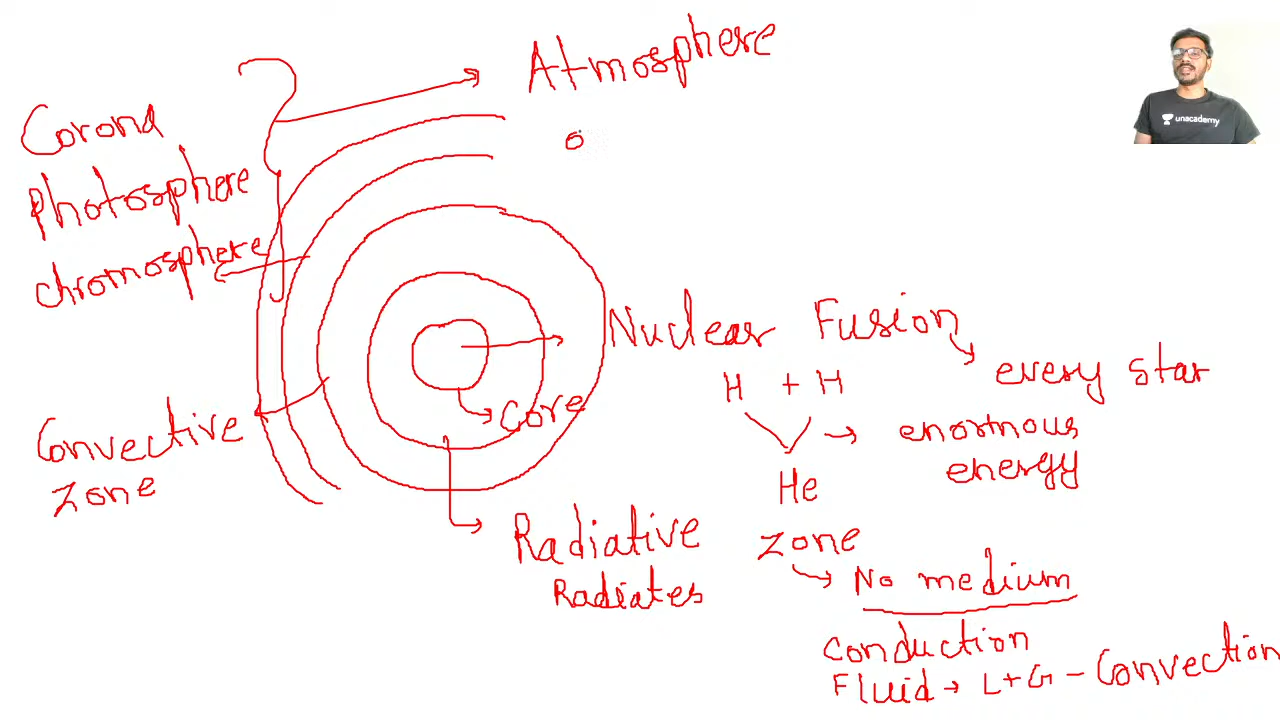 Atmosphere
unacademy
Corona
Photosphere
chromosphere
Nuclear Fusion
every star
H + H
enormous
energy
Core
He
Convective
zone
Radiative zone
Radiates
No medium
Conduction
Fluid → L+G - Convection